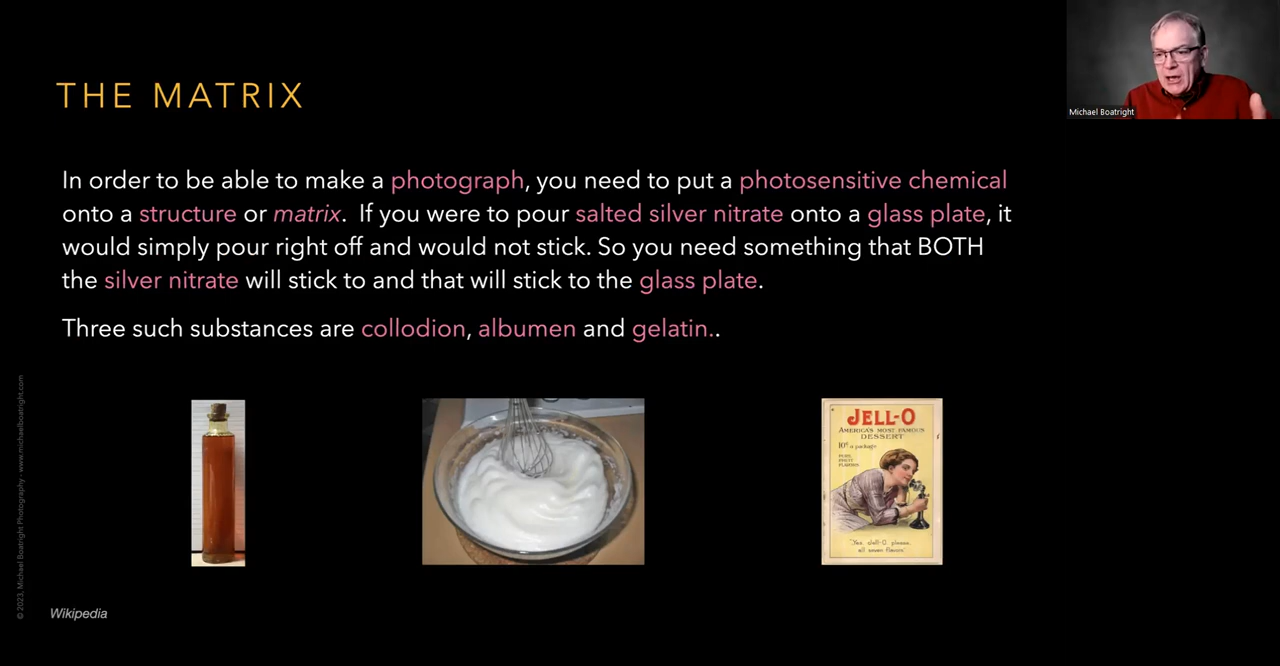 THE MATRIX
Michael Boatright
In order to be able to make a photograph, you need to put a photosensitive chemical
onto a structure or matrix. If you were to pour salted silver nitrate onto a glass plate, it
would simply pour right off and would not stick. So you need something that BOTH
the silver nitrate will stick to and that will stick to the glass plate.
Three such substances are collodion, albumen and gelatin..
JELL-O
AMERICA'S MOST FAMOUS
DESSERT
10¢ a package
PURE
FRUIT
FLAVORS
"Yes, Jell-O please,
all seven flavors"
© 2023, Michael Boatright Photography - www.michaelboatright.com
Wikipedia